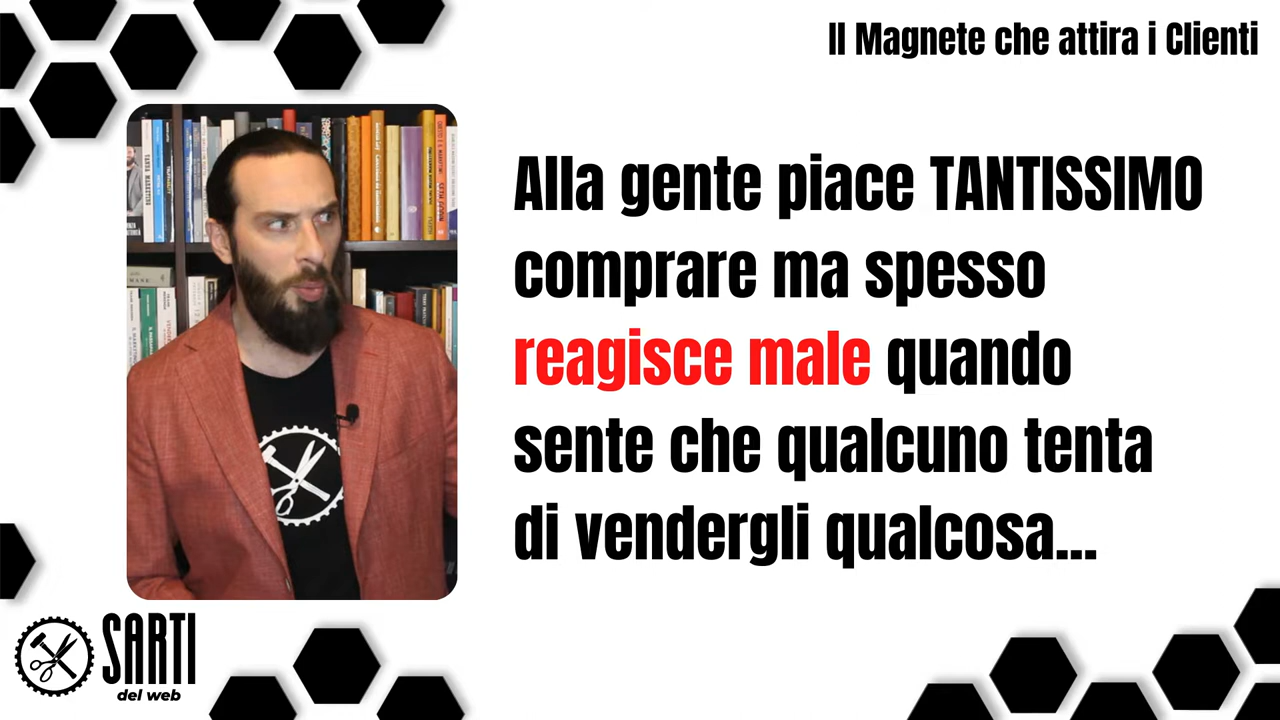 Il Magnete che attira i Clienti
Alla gente piace TANTISSIMO
comprare ma spesso
reagisce male quando
sente che qualcuno tenta
di vendergli qualcosa...
SARTI
del web